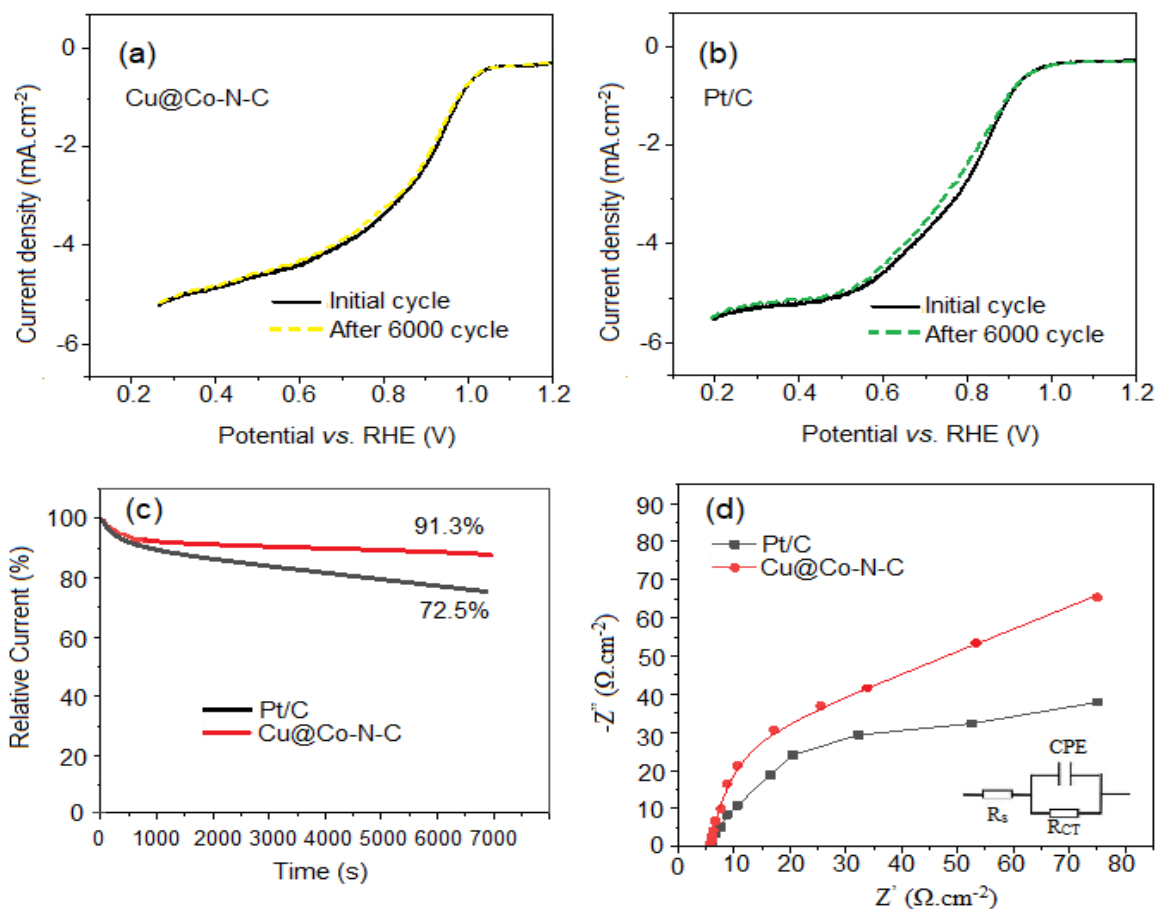 (a)
Cu@Co-N-C
Current density (mA.cm-2)
0
-2
-4
-6
Initial cycle
After 6000 cycle
0.2 0.4 0.6 0.8 1.0 1.2
Potential vs. RHE (V)
(b)
Pt/C
Current density (mA.cm-2)
0
-2
-4
-6
Initial cycle
After 6000 cycle
0.2 0.4 0.6 0.8 1.0 1.2
Potential vs. RHE (V)
(c)
Relative Current (%)
100
80
60
40
20
0
91.3%
72.5%
Pt/C
Cu@Co-N-C
0 1000 2000 3000 4000 5000 6000 7000
Time (s)
(d)
-Z'' (Ω.cm-2)
90
80
70
60
50
40
30
20
10
0
Pt/C
Cu@Co-N-C
CPE
Rs
RCT
0 10 20 30 40 50 60 70 80
Z' (Ω.cm-2)